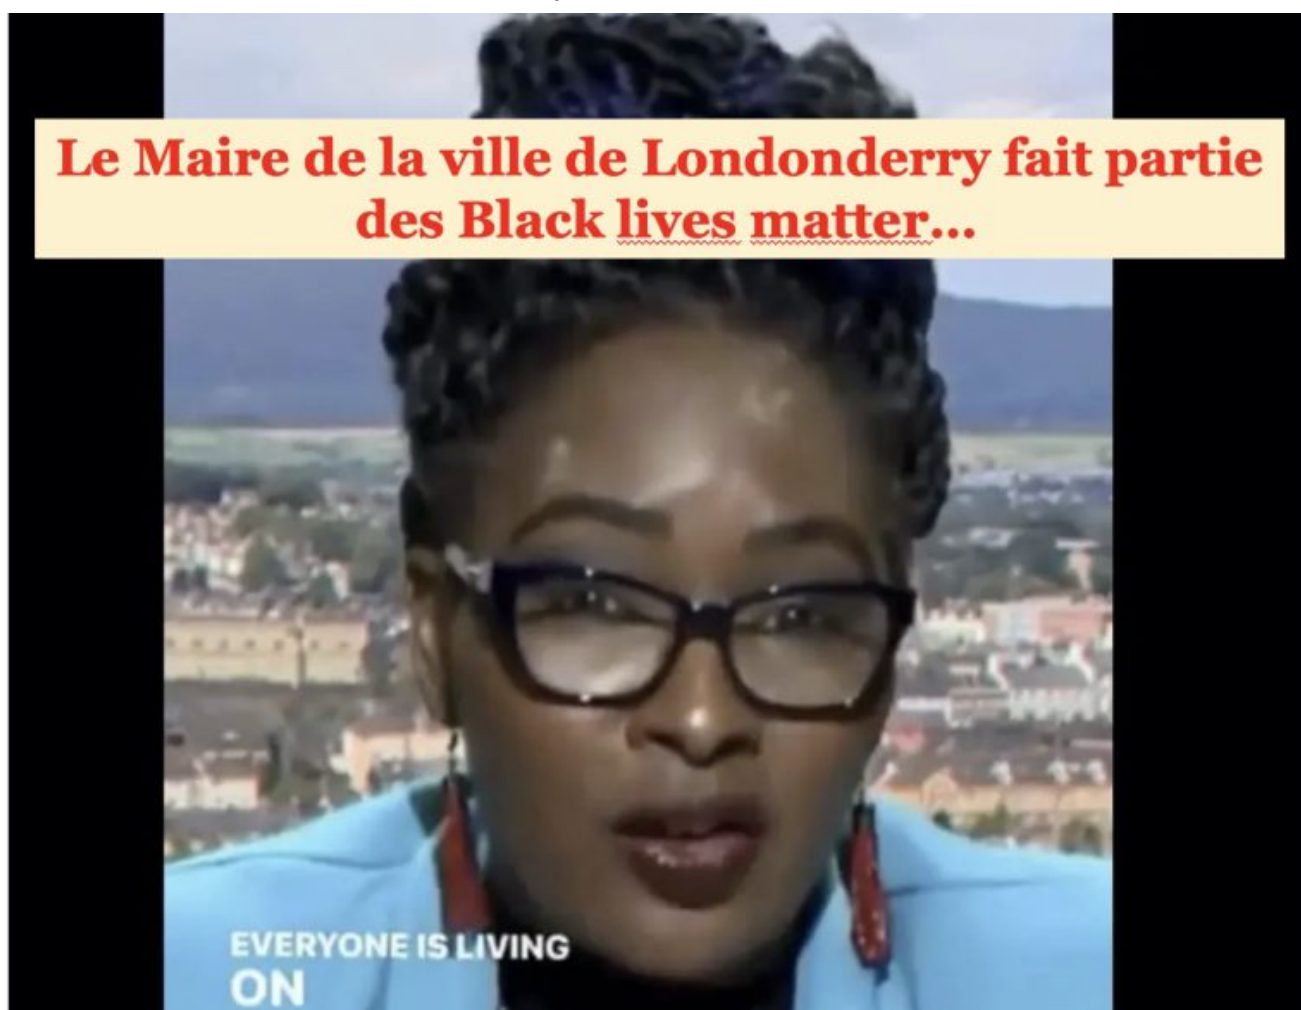 Le Maire de la ville de Londonderry fait partie
des Black lives matter...
EVERYONE IS LIVING
ON